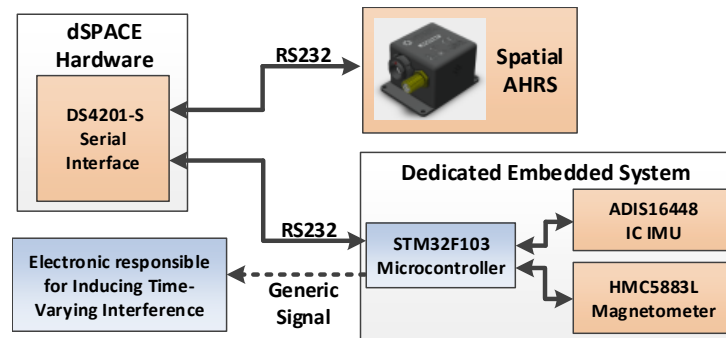 dSPACE
Hardware
DS4201-S
Serial
Interface
RS232
Spatial
AHRS
RS232
Dedicated Embedded System
STM32F103
Microcontroller
ADIS16448
IC IMU
HMC5883L
Magnetometer
Electronic responsible
for Inducing Time-
Varying Interference
Generic
Signal